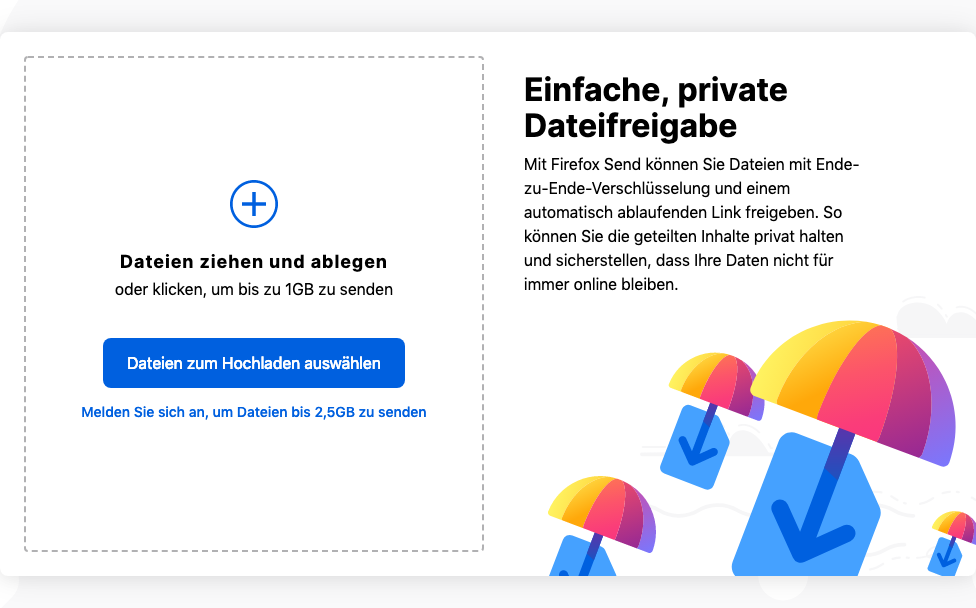 Dateien ziehen und ablegen
oder klicken, um bis zu 1GB zu senden
Dateien zum Hochladen auswählen
Melden Sie sich an, um Dateien bis 2,5GB zu senden
Einfache, private
Dateifreigabe
Mit Firefox Send können Sie Dateien mit Ende-
zu-Ende-Verschlüsselung und einem
automatisch ablaufenden Link freigeben. So
können Sie die geteilten Inhalte privat halten
und sicherstellen, dass Ihre Daten nicht für
immer online bleiben.